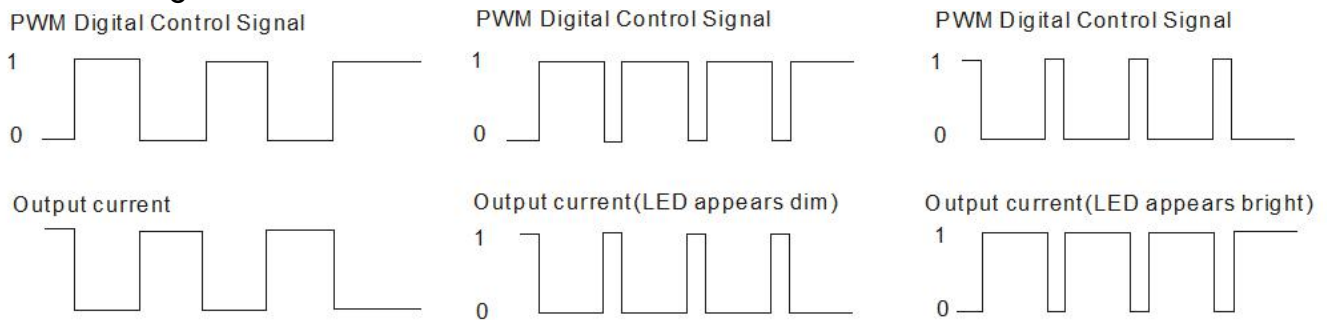 PWM Digital Control Signal
1
0
Output current
PWM Digital Control Signal
1
0
Output current(LED appears dim)
1
0
PWM Digital Control Signal
1
0
Output current(LED appears bright)
1
0